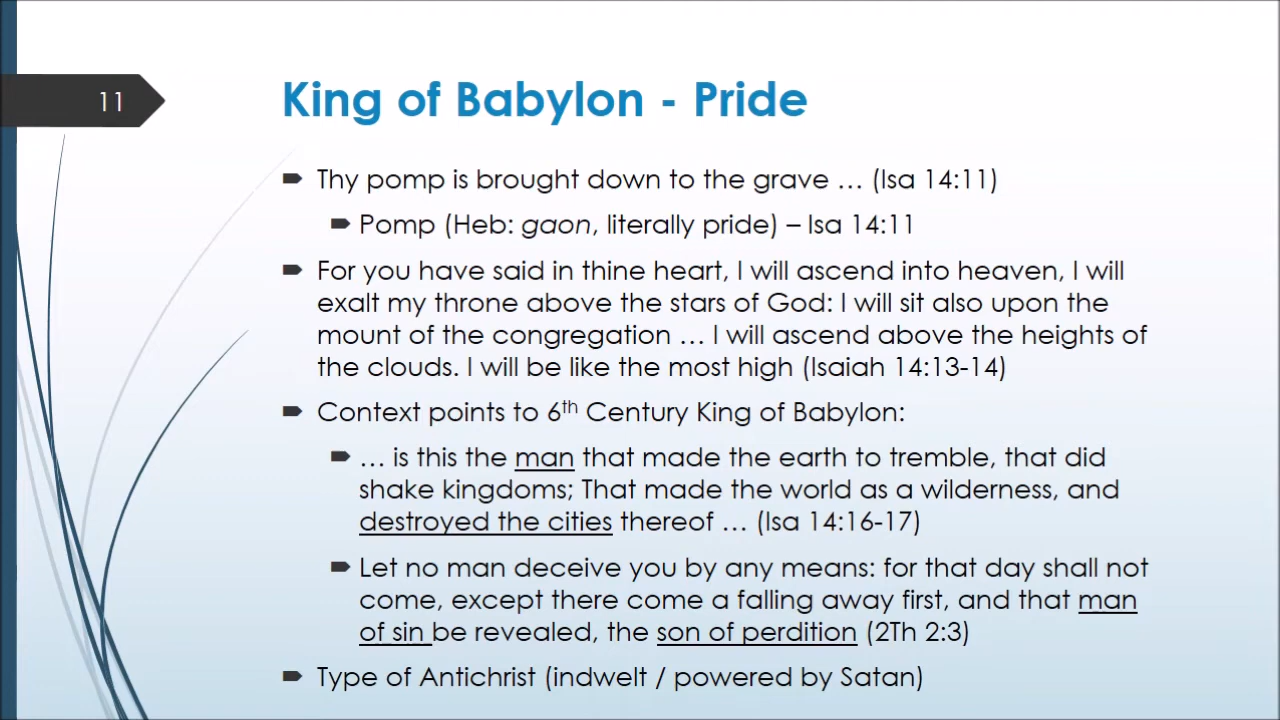 11
King of Babylon - Pride
Thy pomp is brought down to the grave … (Isa 14:11)
Pomp (Heb: gaon, literally pride) – Isa 14:11
For you have said in thine heart, I will ascend into heaven, I will
exalt my throne above the stars of God: I will sit also upon the
mount of the congregation … I will ascend above the heights of
the clouds. I will be like the most high (Isaiah 14:13-14)
Context points to 6th Century King of Babylon:
… is this the man that made the earth to tremble, that did
shake kingdoms; That made the world as a wilderness, and
destroyed the cities thereof … (Isa 14:16-17)
Let no man deceive you by any means: for that day shall not
come, except there come a falling away first, and that man
of sin be revealed, the son of perdition (2Th 2:3)
Type of Antichrist (indwelt / powered by Satan)